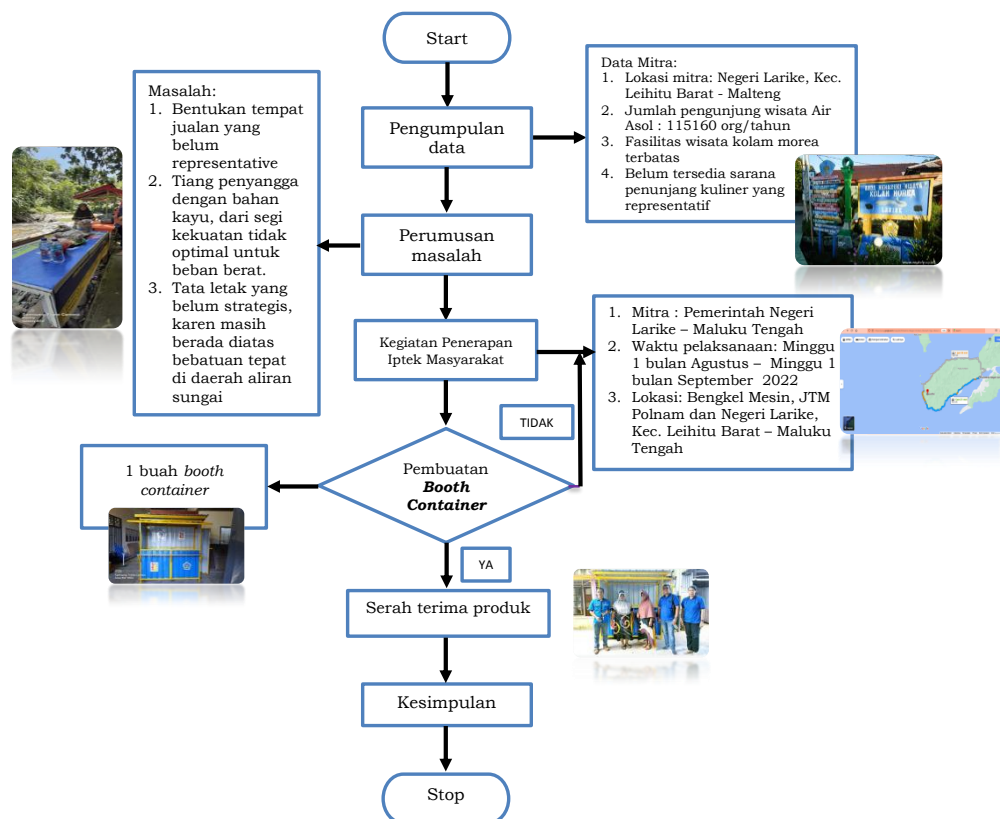 Start
Pengumpulan
data
Data Mitra:
1. Lokasi mitra: Negeri Larike, Kec.
Leihitu Barat - Malteng
2. Jumlah pengunjung wisata Air
Asol : 115160 org/tahun
3. Fasilitas wisata kolam morea
terbatas
4. Belum tersedia sarana
penunjang kuliner yang
representatif
KOLAM MOREA
Masalah:
1. Bentukan tempat
jualan yang
belum
representative
2. Tiang penyangga
dengan bahan
kayu, dari segi
kekuatan tidak
optimal untuk
beban berat.
3. Tata letak yang
belum strategis,
karen masih
berada diatas
bebatuan tepat
di daerah aliran
sungai
Perumusan
masalah
Kegiatan Penerapan
Iptek Masyarakat
1. Mitra : Pemerintah Negeri
Larike – Maluku Tengah
2. Waktu pelaksanaan: Minggu
1 bulan Agustus – Minggu 1
bulan September 2022
3. Lokasi: Bengkel Mesin, JTM
Polnam dan Negeri Larike,
Kec. Leihitu Barat – Maluku
Tengah
TIDAK
Pembuatan
Booth
Container
1 buah booth
container
YA
Serah terima produk
Kesimpulan
Stop